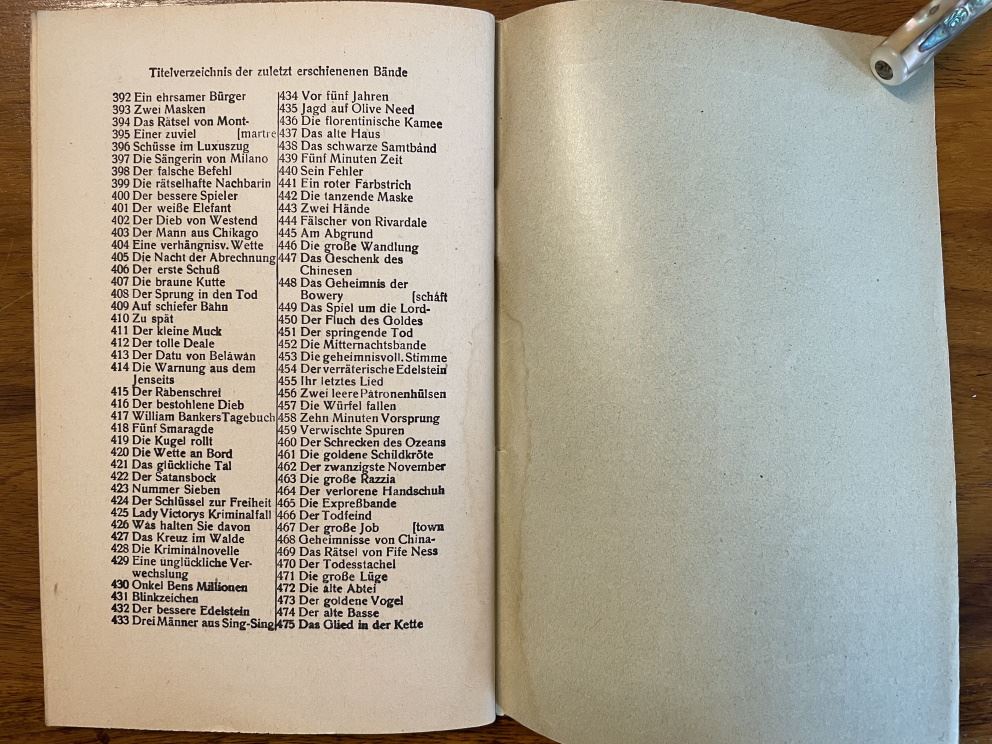 Titelverzeichnis der zuletzt erschienenen Bände
392 Ein ehrsamer Bürger
393 Zwei Masken
394 Das Rätsel von Mont-
395 Einer zuviel [martre
396 Schüsse im Luxuszug
397 Die Sängerin von Milano
398 Der falsche Befehl
399 Die rätselhafte Nachbarin
400 Der bessere Spieler
401 Der weiße Elefant
402 Der Dieb von Westend
403 Der Mann aus Chikago
404 Eine verhängnisv. Wette
405 Die Nacht der Abrechnung
406 Der erste Schuß
407 Die braune Kutte
408 Der Sprung in den Tod
409 Auf schiefer Bahn
410 Zu spät
411 Der kleine Muck
412 Der tolle Deale
413 Der Datu von Beläwan
414 Die Warnung aus dem
Jenseits
415 Der Rabenschrei
416 Der bestohlene Dieb
417 William Bankers Tagebuch
418 Fünf Smaragde
419 Die Kugel rollt
420 Die Wette an Bord
421 Das glückliche Tal
422 Der Satansbock
423 Nummer Sieben
424 Der Schlüssel zur Freiheit
425 Lady Victorys Kriminalfall
426 Was halten Sie davon
427 Das Kreuz im Walde
428 Die Kriminalnovelle
429 Eine unglückliche Ver-
wechslung
430 Onkel Bens Millionen
431 Blinkzeichen
432 Der bessere Edelstein
433 Drei Männer aus Sing-Sing
434 Vor fünf Jahren
435 Jagd auf Olive Need
436 Die florentinische Kamee
437 Das alte Haus
438 Das schwarze Samtband
439 Fünf Minuten Zeit
440 Sein Fehler
441 Ein roter Farbstrich
442 Die tanzende Maske
443 Zwei Hände
444 Fälscher von Rivardale
445 Am Abgrund
446 Die große Wandlung
447 Das Geschenk des
Chinesen
448 Das Geheimnis der
Bowery [schaft
449 Das Spiel um die Lord-
450 Der Fluch des Goldes
451 Der springende Tod
452 Die Mitternachtsbande
453 Die geheimnisvoll. Stimme
454 Der verräterische Edelstein
455 Ihr letztes Lied
456 Zwei leere Patronenhülsen
457 Die Würfel fallen
458 Zehn Minuten Vorsprung
459 Verwischte Spuren
460 Der Schrecken des Ozeans
461 Die goldene Schildkröte
462 Der zwanzigste November
463 Die große Razzia
464 Der verlorene Handschuh
465 Die Expreßbande
466 Der Todfeind
467 Der große Job [town
468 Geheimnisse von China-
469 Das Rätsel von Fife Ness
470 Der Todesstachel
471 Die große Lüge
472 Die alte Abtei
473 Der goldene Vogel
474 Der alte Basse
475 Das Glied in der Kette